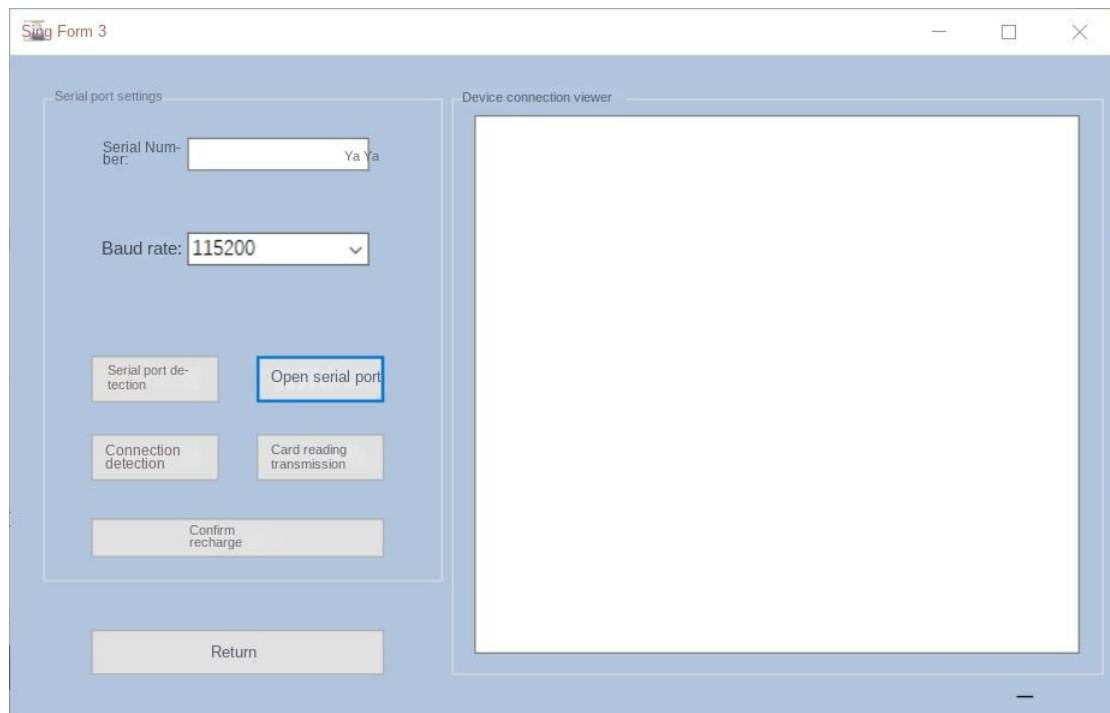 Sing Form 3
Serial port settings
Device connection viewer
Serial Num-
ber:
Ya Ya
Baud rate:
115200
Serial port de-
tection
Open serial port
Connection
detection
Card reading
transmission
Confirm
recharge
Return